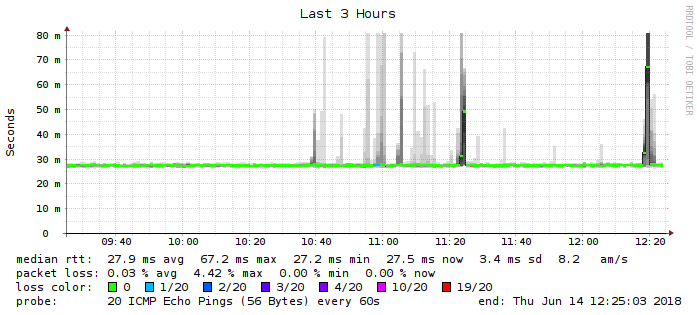 Last 3 Hours
RRDTOOL / TOBI OETIKER
Seconds
80 m
70 m
60 m
50 m
40 m
30 m
20 m
10 m
0
09:40 10:00 10:20 10:40 11:00 11:20 11:40 12:00 12:20
median rtt: 27.9 ms avg 67.2 ms max 27.2 ms min 27.5 ms now 3.4 ms sd 8.2 am/s
packet loss: 0.03 % avg 4.42 % max 0.00 % min 0.00 % now
loss color: 0 1/20 2/20 3/20 4/20 10/20 19/20
probe: 20 ICMP Echo Pings (56 Bytes) every 60s end: Thu Jun 14 12:25:03 2018